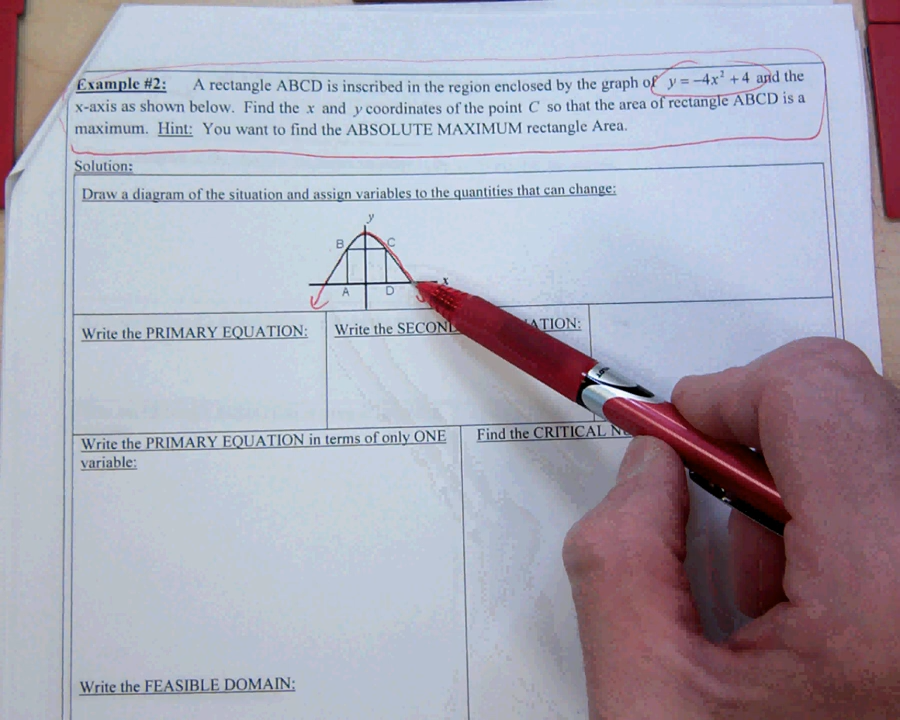 Example #2: A rectangle ABCD is inscribed in the region enclosed by the graph of y = −4x² + 4 and the
x-axis as shown below. Find the x and y coordinates of the point C so that the area of rectangle ABCD is a
maximum. Hint: You want to find the ABSOLUTE MAXIMUM rectangle Area.
Solution:
Draw a diagram of the situation and assign variables to the quantities that can change:
y
B C
x
A D
Write the PRIMARY EQUATION:
Write the
Write the PRIMARY EQUATION in terms of only ONE
variable:
Find the CRITICAL
Write the FEASIBLE DOMAIN: